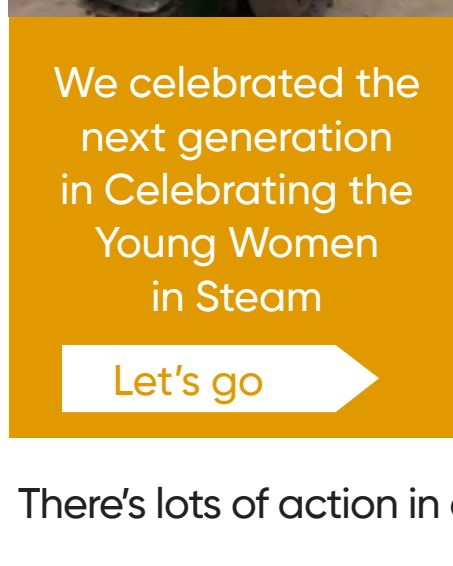 We celebrated the
next generation
in Celebrating the
Young Women
in Steam
Let's go
There's lots of action in